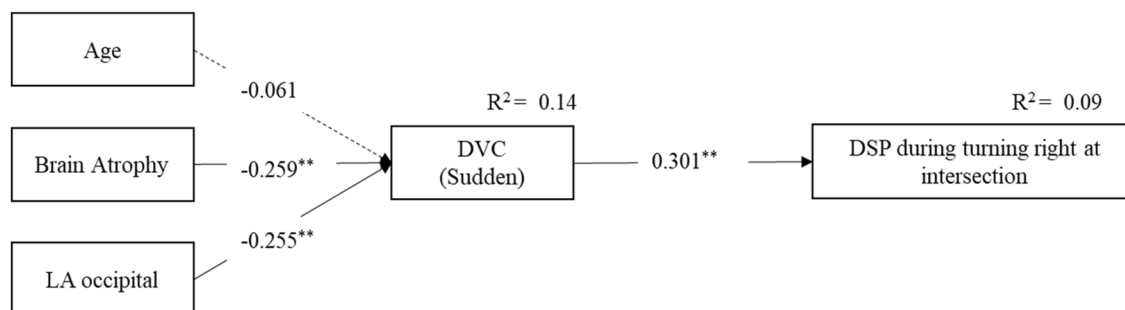 Age
-0.061
R² = 0.14
R² = 0.09
Brain Atrophy
-0.259**
DVC
(Sudden)
0.301**
DSP during turning right at
intersection
-0.255**
LA occipital